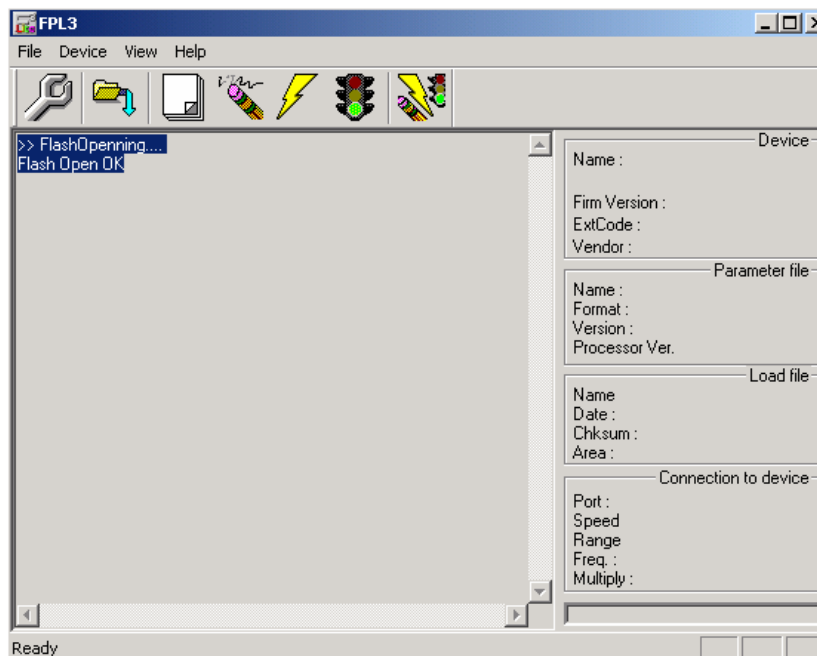 FPL3
File Device View Help
>> FlashOpenning....
Flash Open OK
Device
Name :
Firm Version :
ExtCode :
Vendor :
Parameter file
Name :
Format :
Version :
Processor Ver.
Load file
Name
Date :
Chksum :
Area :
Connection to device
Port :
Speed
Range
Freq. :
Multiply :
Ready